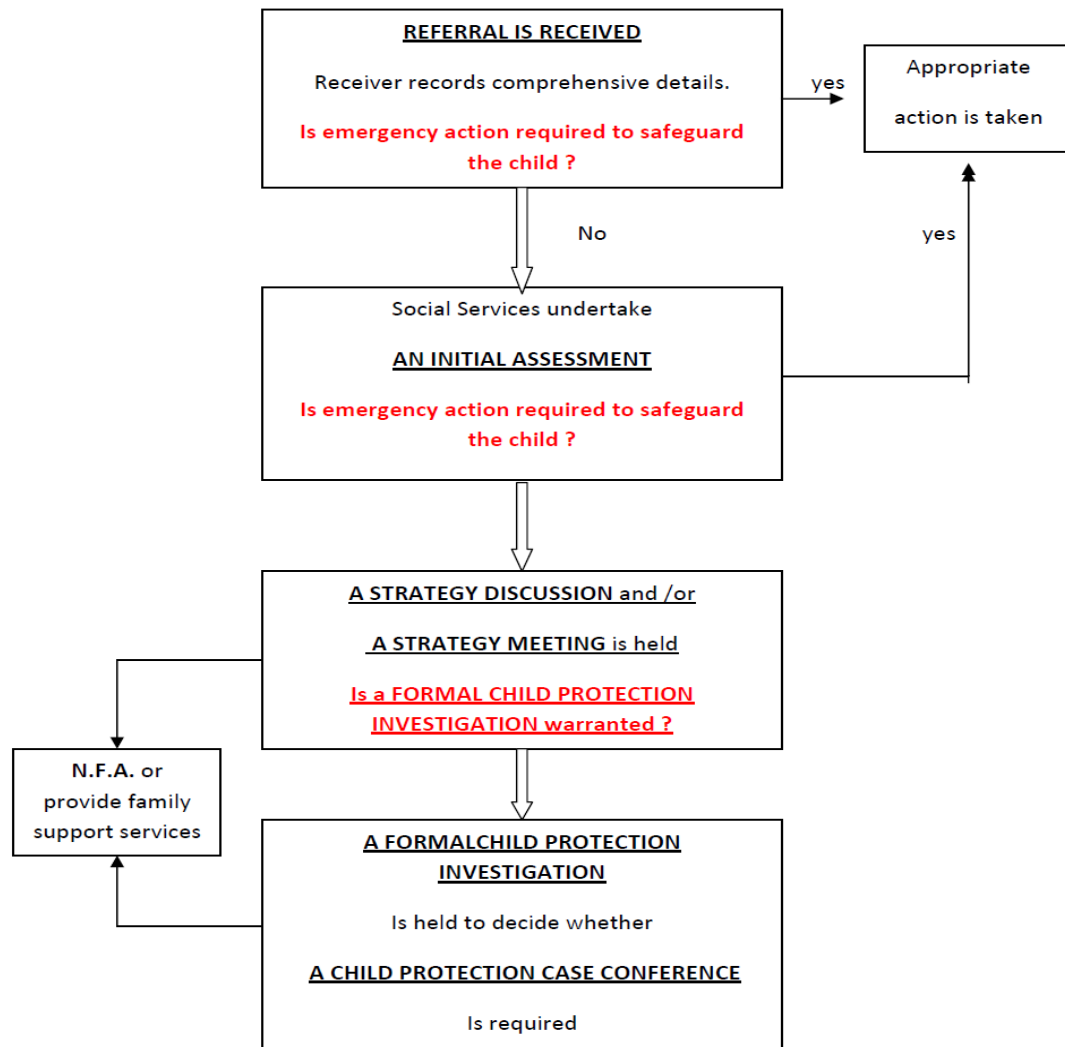 REFERRAL IS RECEIVED
Receiver records comprehensive details.
Is emergency action required to safeguard
the child ?
yes
Appropriate
action is taken
No
yes
Social Services undertake
AN INITIAL ASSESSMENT
Is emergency action required to safeguard
the child ?
A STRATEGY DISCUSSION and /or
A STRATEGY MEETING is held
Is a FORMAL CHILD PROTECTION
INVESTIGATION warranted ?
N.F.A. or
provide family
support services
A FORMALCHILD PROTECTION
INVESTIGATION
Is held to decide whether
A CHILD PROTECTION CASE CONFERENCE
Is required